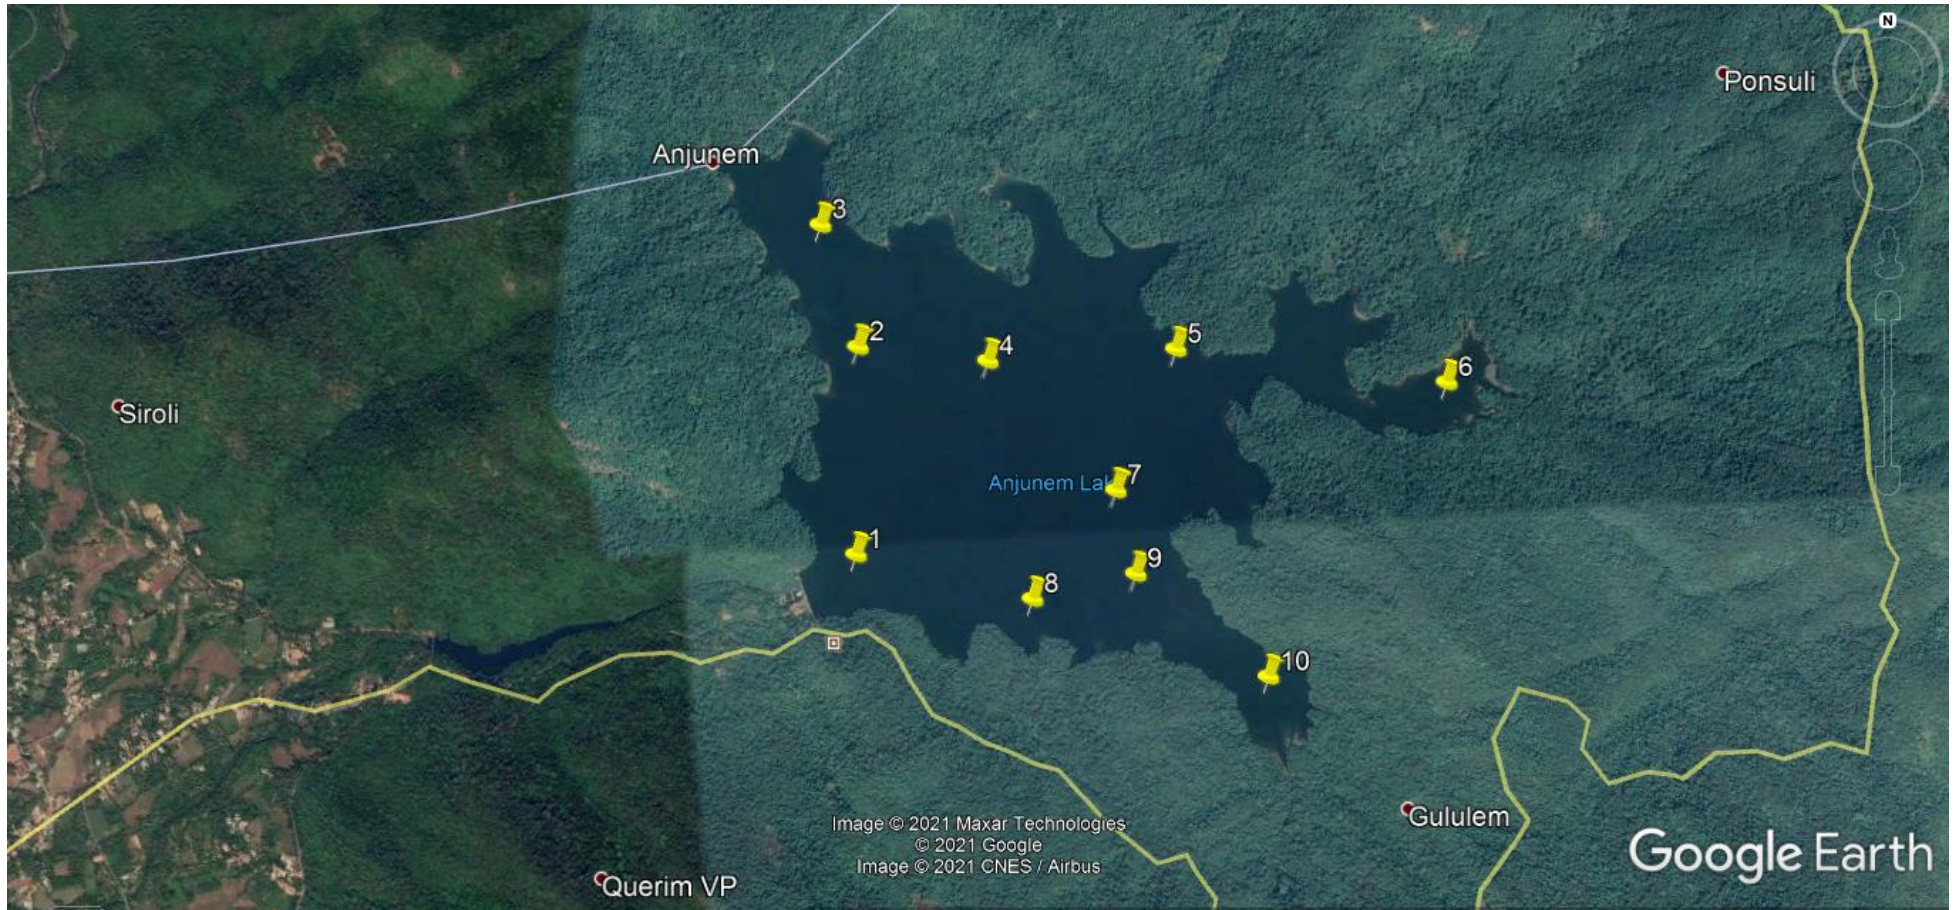 N
Ponsuli
Anjunem
3
2
4
5
6
Siroli
Anjunem La
7
1
9
8
10
Image © 2021 Maxar Technologies
© 2021 Google
Image © 2021 CNES / Airbus
Gululem
Google Earth
Querim VP